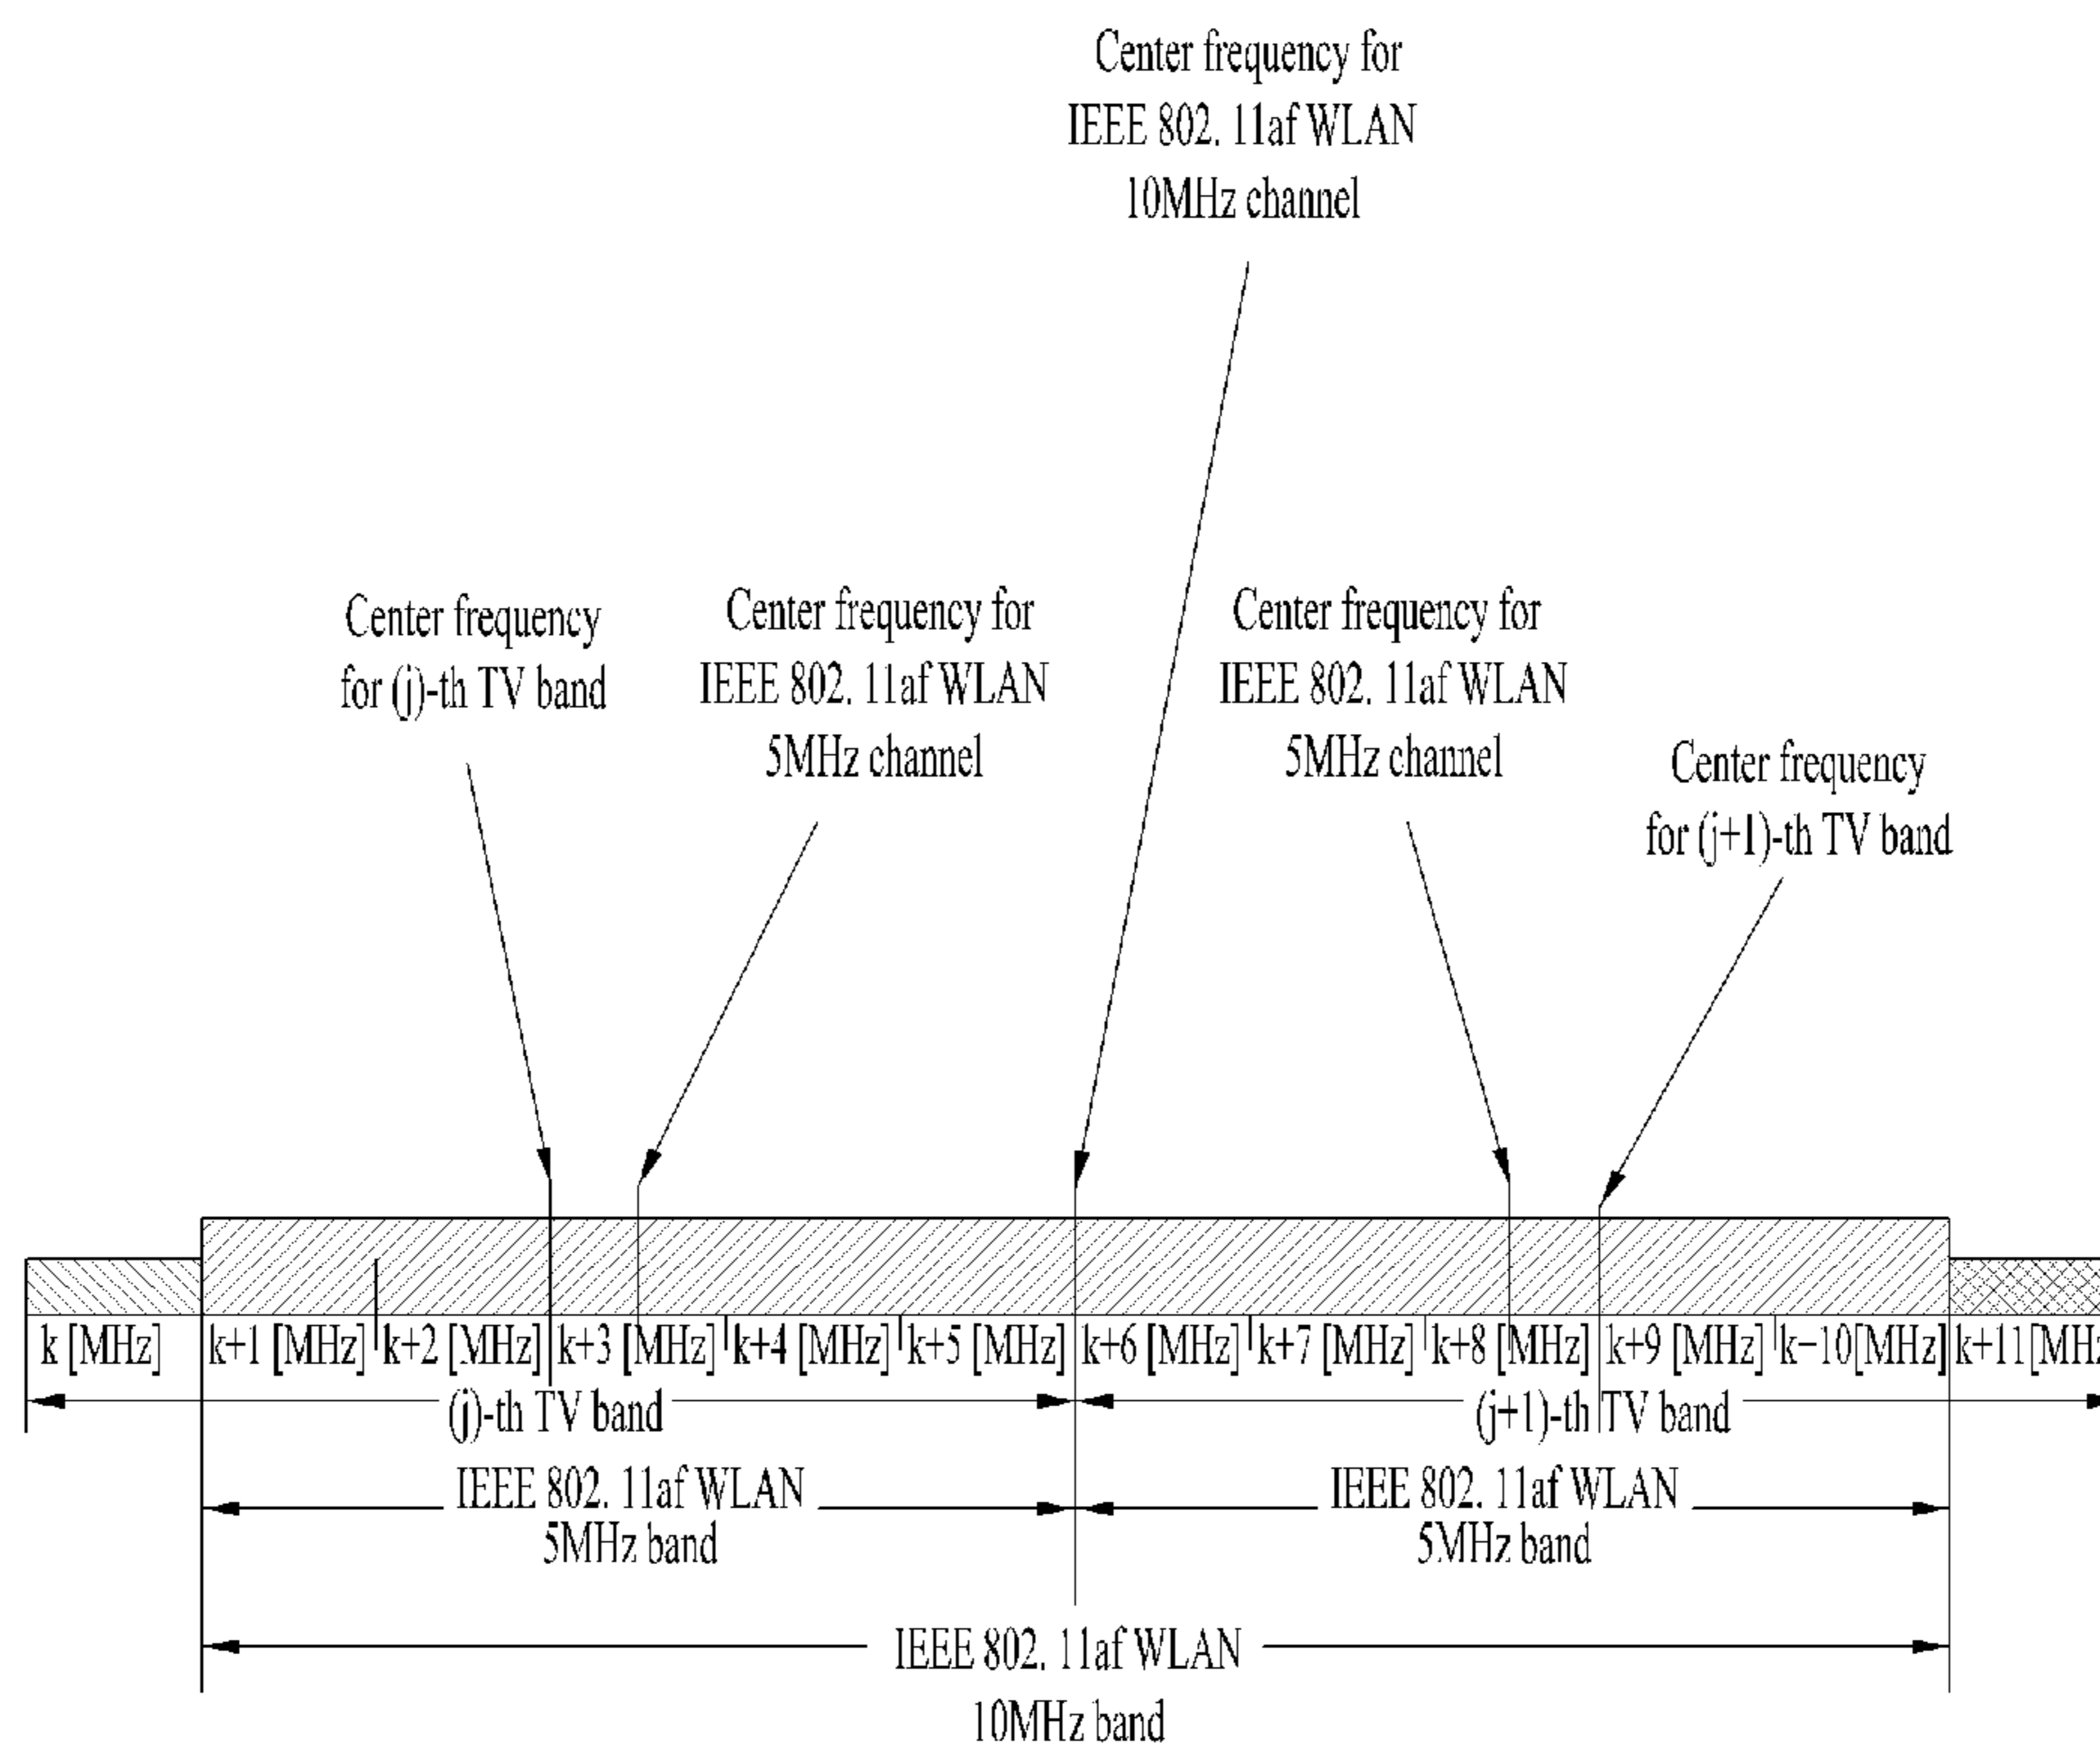 Center frequency for
IEEE 802. 11af WLAN
10MHz channel
Center frequency
for (j)-th TV band
Center frequency for
IEEE 802. 11af WLAN
5MHz channel
Center frequency for
IEEE 802. 11af WLAN
5MHz channel
Center frequency
for (j+1)-th TV band
k [MHz] k+1 [MHz] k+2 [MHz] k+3 [MHz] k+4 [MHz] k+5 [MHz] k+6 [MHz] k+7 [MHz] k+8 [MHz] k+9 [MHz] k−10[MHz] k+11[MHz
(j)-th TV band (j+1)-th TV band
IEEE 802. 11af WLAN
5MHz band
IEEE 802. 11af WLAN
5MHz band
IEEE 802. 11af WLAN
10MHz band